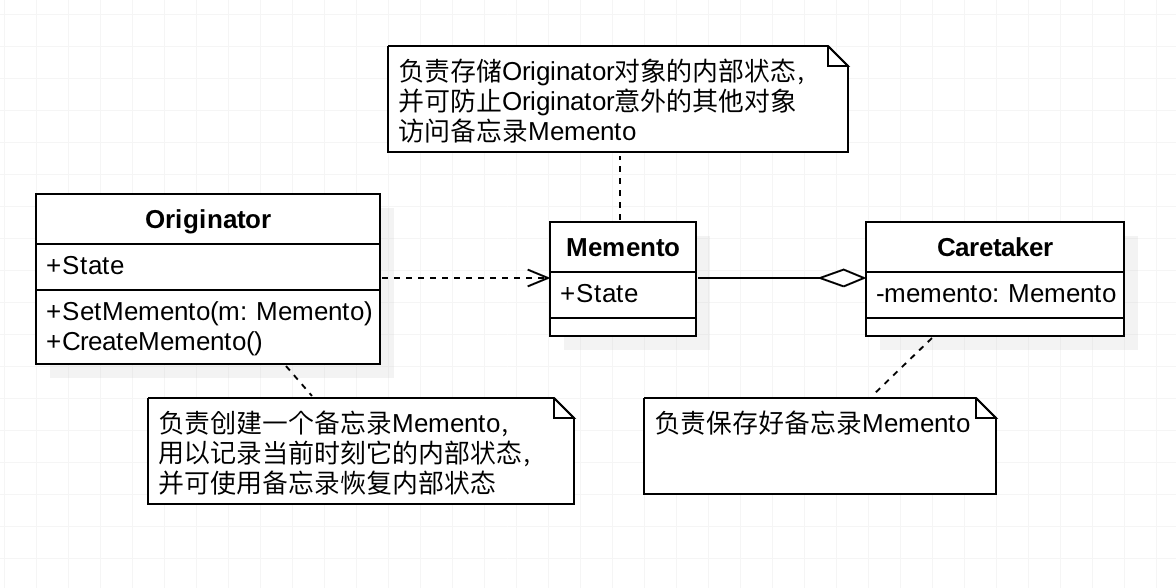 负责存储Originator对象的内部状态，
并可防止Originator意外的其他对象
访问备忘录Memento
Originator
+State
+SetMemento(m: Memento)
+CreateMemento()
Memento
+State
Caretaker
-memento: Memento
负责创建一个备忘录Memento，
用以记录当前时刻它的内部状态，
并可使用备忘录恢复内部状态
负责保存好备忘录Memento